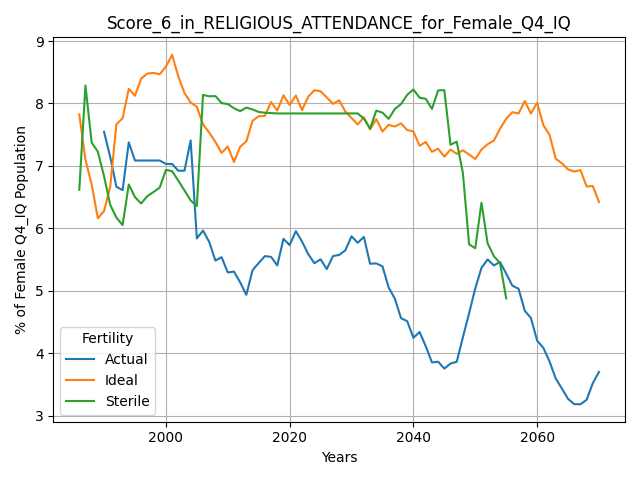 Score_6_in_RELIGIOUS_ATTENDANCE_for_Female_Q4_IQ
% of Female Q4_IQ Population
9
8
7
6
5
4
3
Fertility
Actual
Ideal
Sterile
2000 2020 2040 2060
Years